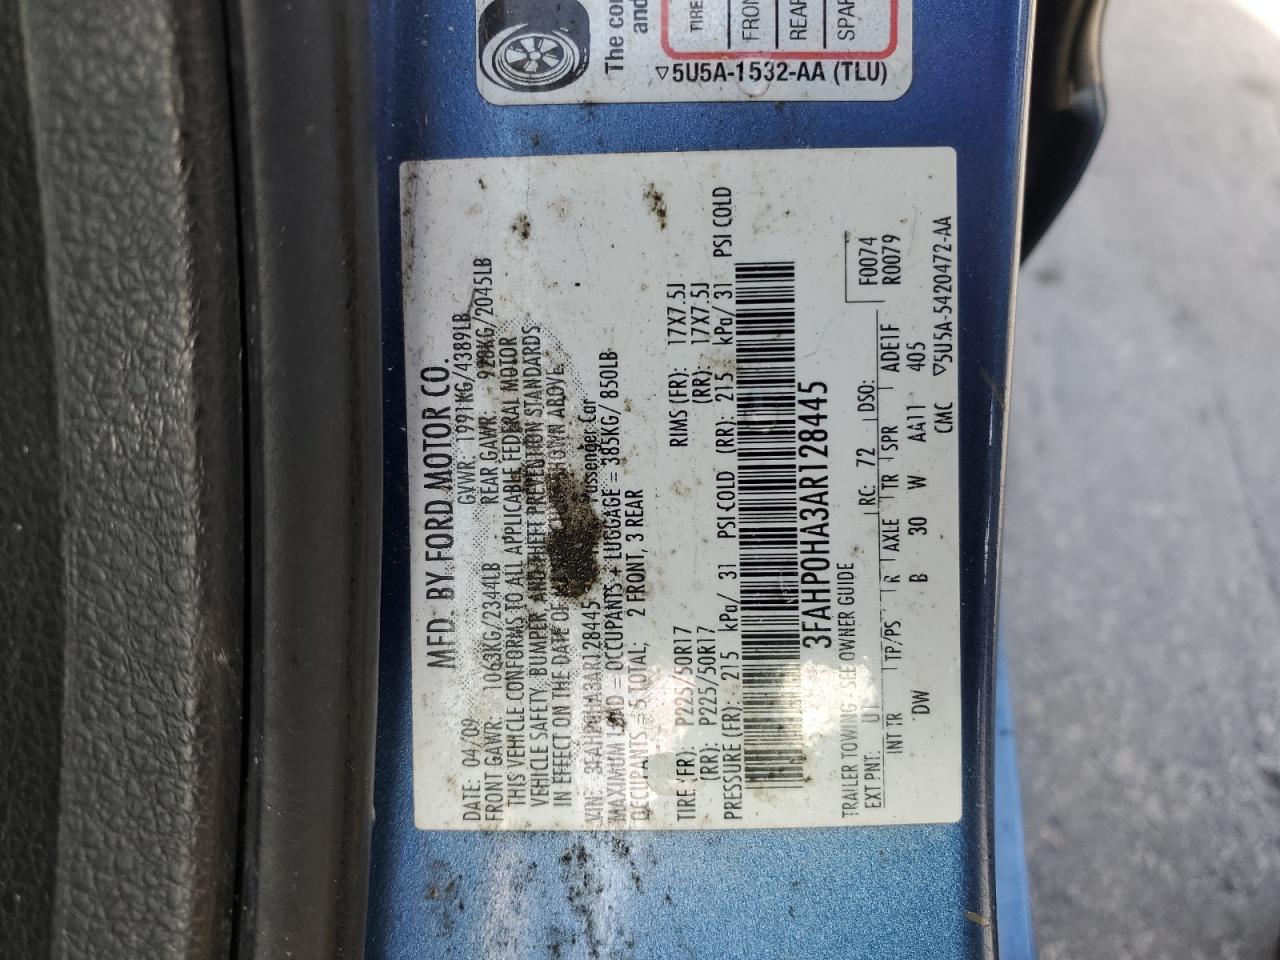 The
and
TIRE
REAR
▽5U5A-1532-AA (TLU)
MFD. BY FORD MOTOR CO.
DATE: 04/09 GVWR: 1991KG/4389LB
FRONT GAWR: 1063KG/2344LB REAR GAWR: 928KG/2045LB
THIS VEHICLE CONFORMS TO ALL APPLICABLE FEDERAL MOTOR
VEHICLE SAFETY, BUMPER, AND THEFT PREVENTION STANDARDS
IN EFFECT ON THE DATE OF SHOWN ABOVE.
VIN: 3FAHP0HA3AR128445 Passenger Car
MAXIMUM LOAD = OCCUPANTS + LUGGAGE = 385KG/ 850LB
OCCUPANTS = 5 TOTAL; 2 FRONT, 3 REAR
TIRE (FR): P225/50R17 RIMS (FR): 17X7.5J
(RR): P225/50R17 (RR): 17X7.5J
PRESSURE (FR): 215 kPa/ 31 PSI COLD (RR): 215 kPa/ 31 PSI COLD
3FAHP0HA3AR128445
TRAILER TOWING SEE OWNER GUIDE F0074
R0079
EXT PNT: RC: 72 DSO:
INT TR TP/PS R AXLE TR SPR ADE1F
DW B 30 W AA11 405
CMC ▽5U5A-5420472-AA